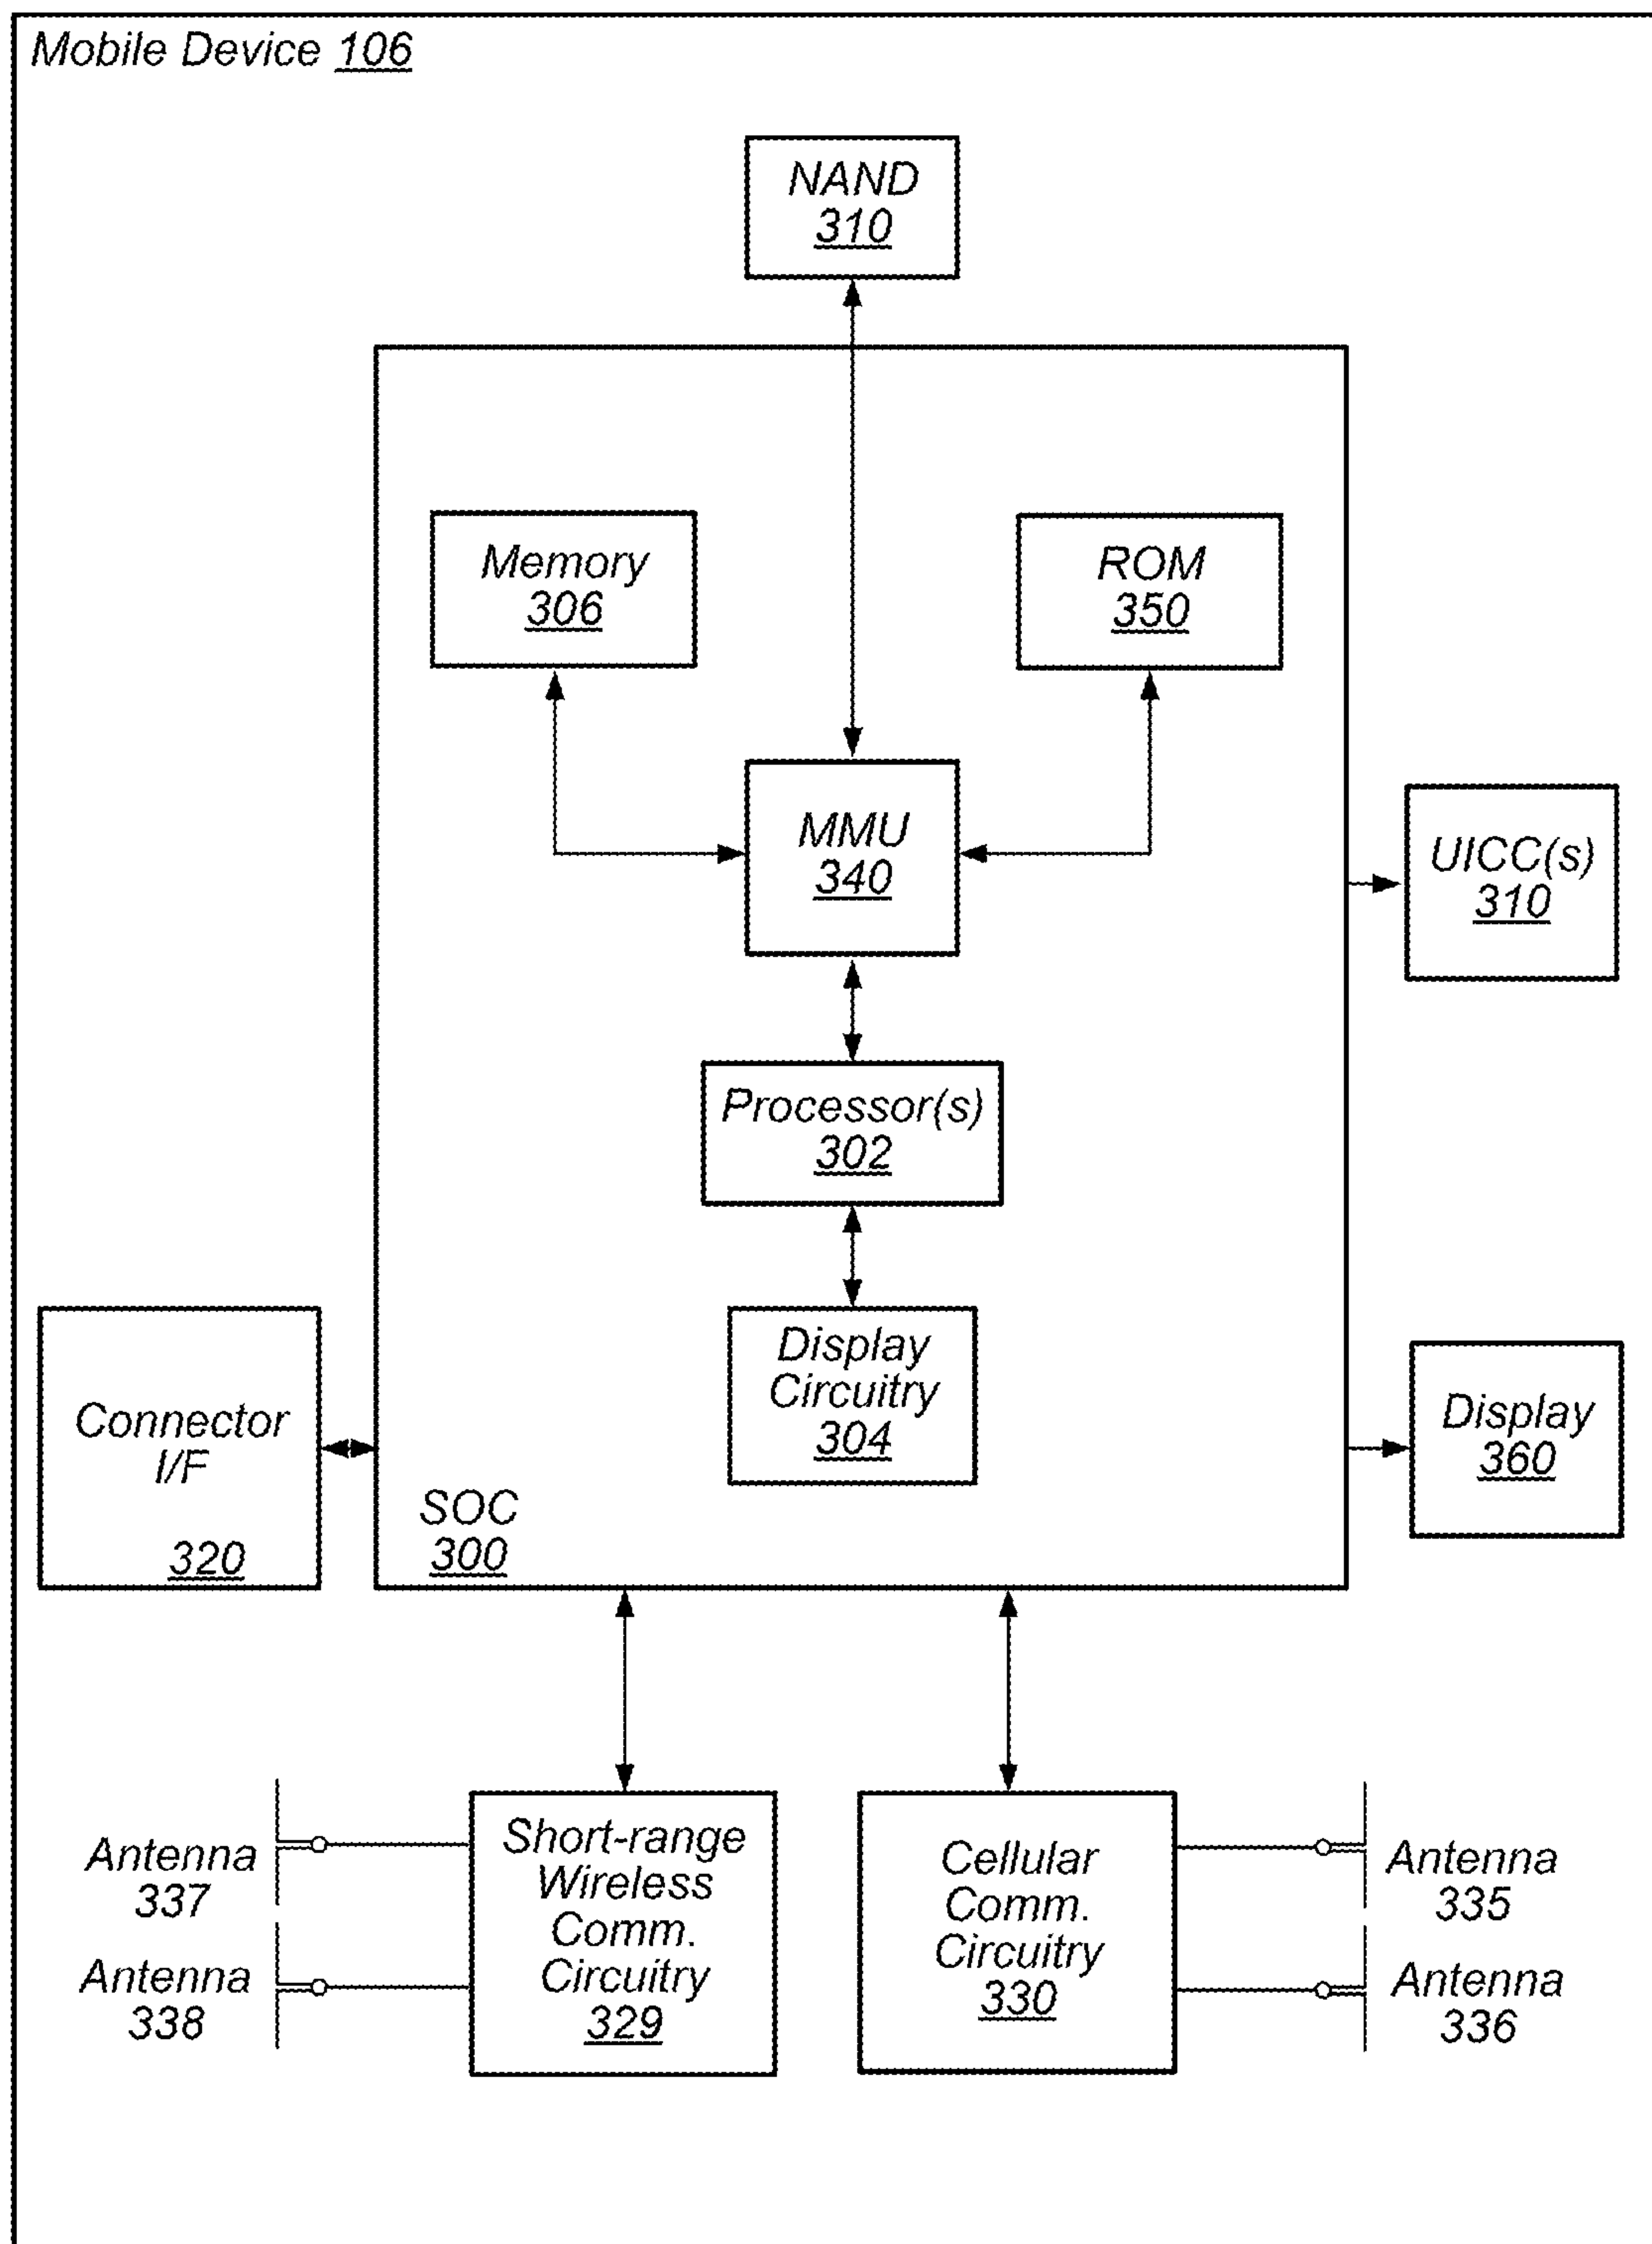 Mobile Device 106
NAND
310
Memory
306
ROM
350
MMU
340
UICC(s)
310
Processor(s)
302
Display
Circuitry
304
Connector
I/F
320
Display
360
SOC
300
Antenna
337
Antenna
338
Short-range
Wireless
Comm.
Circuitry
329
Cellular
Comm.
Circuitry
330
Antenna
335
Antenna
336